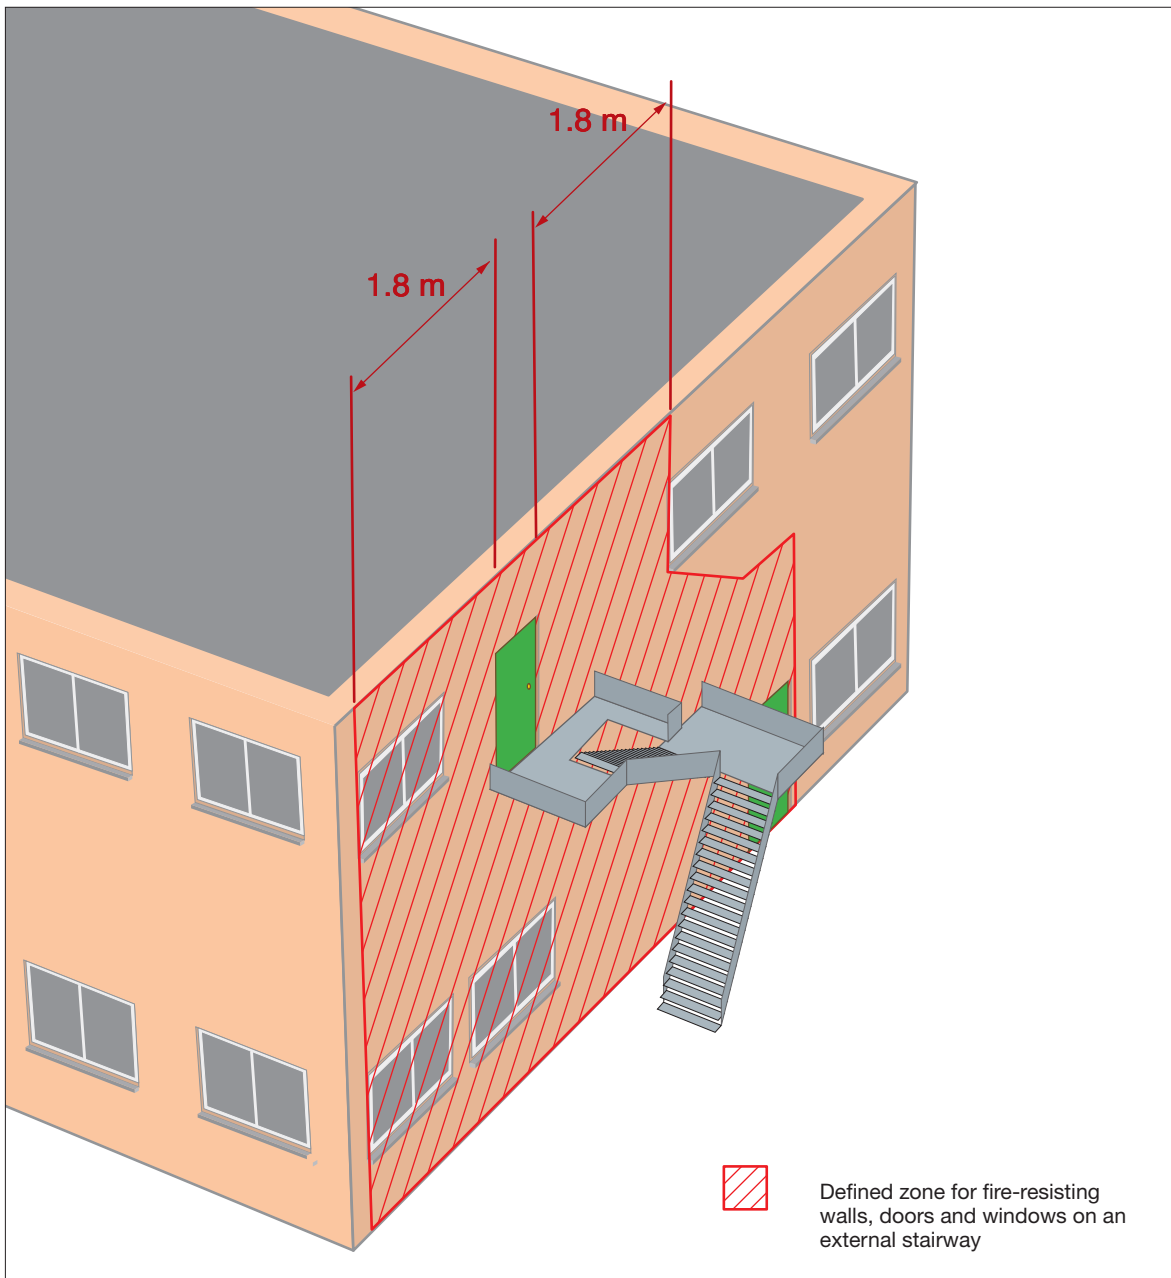 1.8 m
1.8 m
Defined zone for fire-resisting
walls, doors and windows on an
external stairway